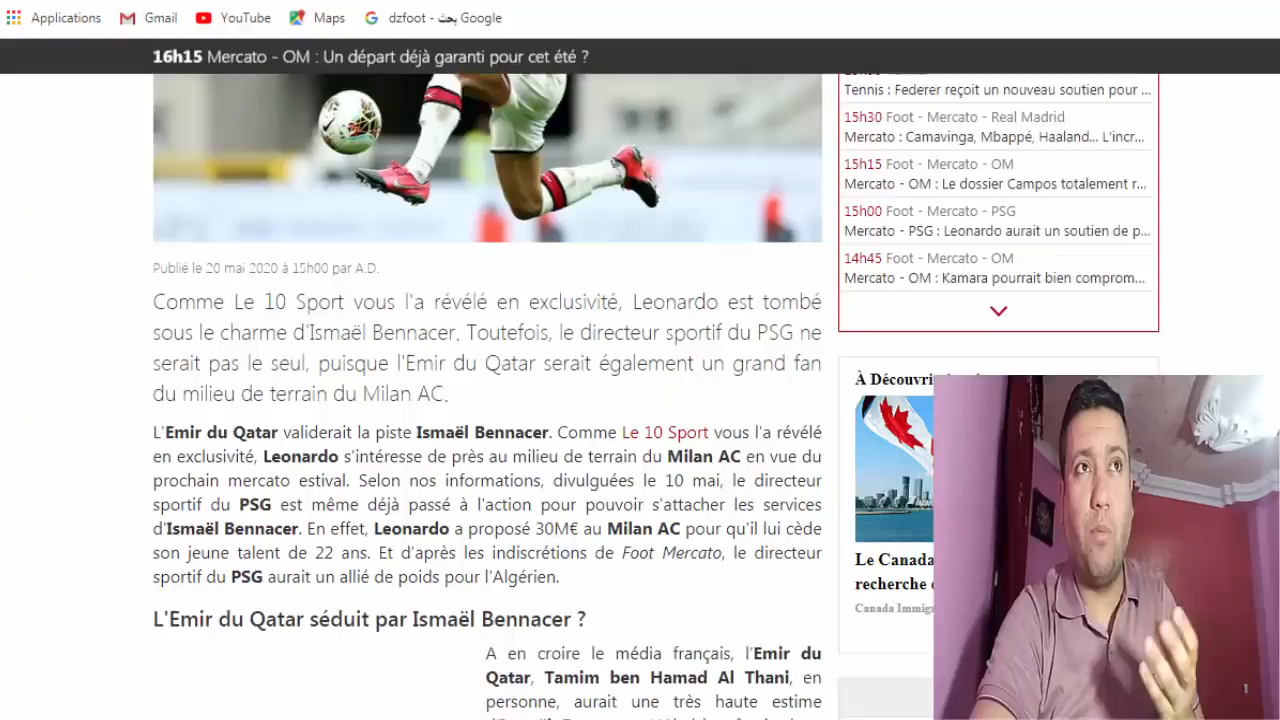 Applications Gmail YouTube Maps dzfoot - بحث Google
16h15 Mercato - OM : Un départ déjà garanti pour cet été ?
Tennis : Federer reçoit un nouveau soutien pour ...
15h30 Foot - Mercato - Real Madrid
Mercato : Camavinga, Mbappé, Haaland... L'incr...
15h15 Foot - Mercato - OM
Mercato - OM : Le dossier Campos totalement r...
15h00 Foot - Mercato - PSG
Mercato - PSG : Leonardo aurait un soutien de p...
14h45 Foot - Mercato - OM
Mercato - OM : Kamara pourrait bien comprom...
Publié le 20 mai 2020 à 15h00 par A.D.
Comme Le 10 Sport vous l'a révélé en exclusivité, Leonardo est tombé
sous le charme d'Ismaël Bennacer. Toutefois, le directeur sportif du PSG ne
serait pas le seul, puisque l'Emir du Qatar serait également un grand fan
du milieu de terrain du Milan AC.
L'Emir du Qatar validerait la piste Ismaël Bennacer. Comme Le 10 Sport vous l'a révélé
en exclusivité, Leonardo s'intéresse de près au milieu de terrain du Milan AC en vue du
prochain mercato estival. Selon nos informations, divulguées le 10 mai, le directeur
sportif du PSG est même déjà passé à l'action pour pouvoir s'attacher les services
d'Ismaël Bennacer. En effet, Leonardo a proposé 30M€ au Milan AC pour qu'il lui cède
son jeune talent de 22 ans. Et d'après les indiscrétions de Foot Mercato, le directeur
sportif du PSG aurait un allié de poids pour l'Algérien.
L'Emir du Qatar séduit par Ismaël Bennacer ?
A en croire le média français, l'Emir du
Qatar, Tamim ben Hamad Al Thani, en
personne, aurait une très haute estime
À Découvri
Le Canada
recherche
Canada Immig